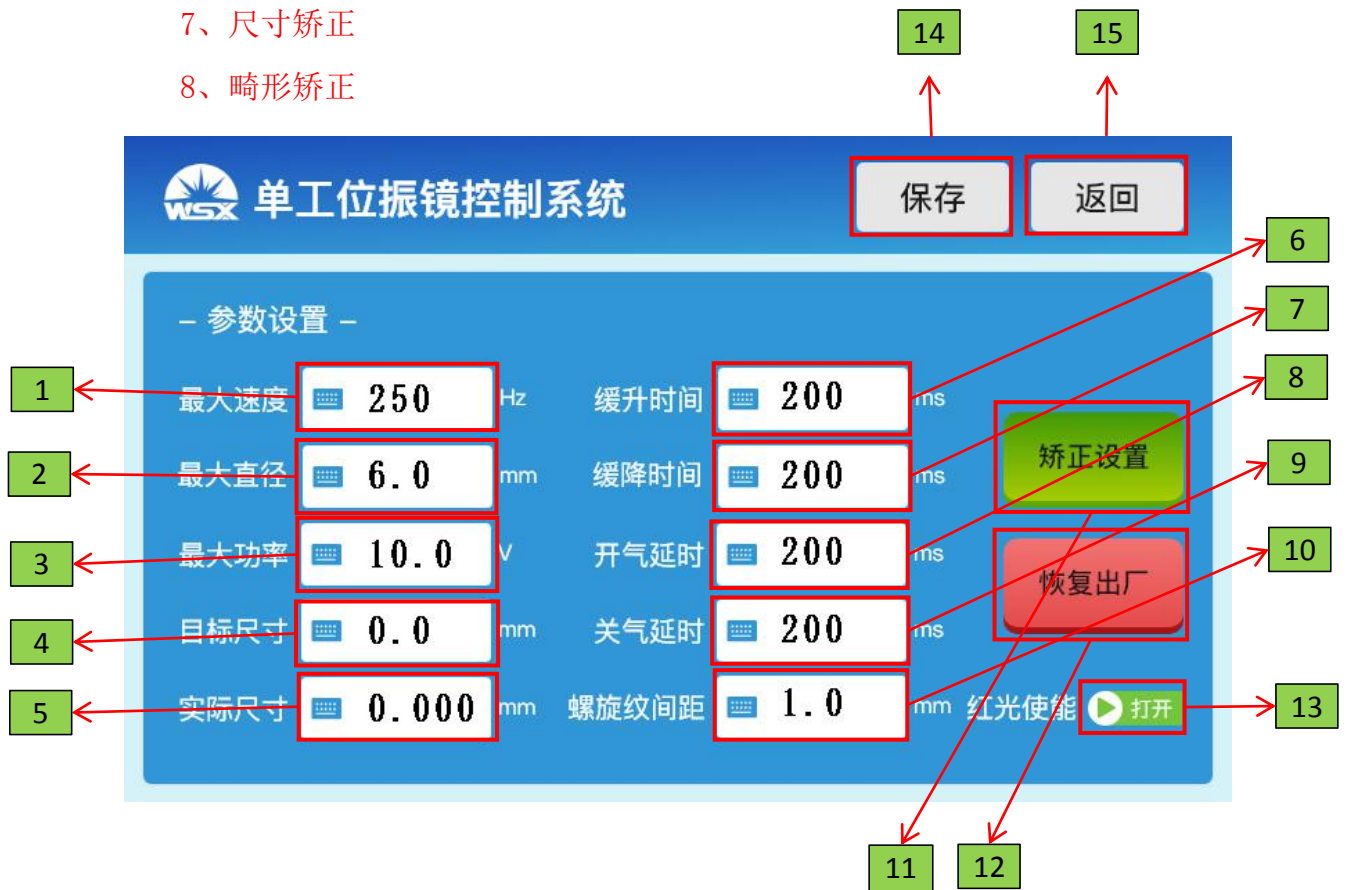 7、尺寸矫正
8、畸形矫正
14
15
WSX 单工位振镜控制系统
保存
返回
6
– 参数设置 –
7
1
最大速度 250 Hz
缓升时间 200 ms
8
2
最大直径 6.0 mm
缓降时间 200 ms
矫正设置
9
3
最大功率 10.0 V
开气延时 200 ms
恢复出厂
10
4
目标尺寸 0.0 mm
关气延时 200 ms
5
实际尺寸 0.000 mm
螺旋纹间距 1.0 mm
红光使能 打开
13
11
12